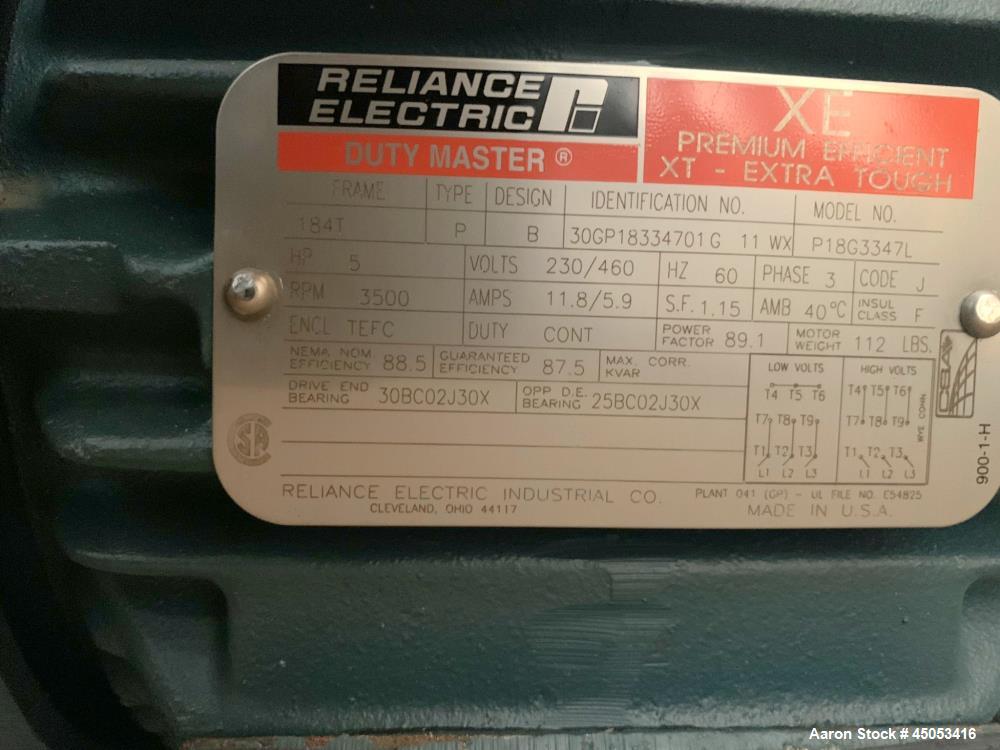 RELIANCE
ELECTRIC
DUTY MASTER ®
XE
PREMIUM EFFICIENT
XT - EXTRA TOUGH
FRAME TYPE DESIGN IDENTIFICATION NO. MODEL NO.
184T P B 30GP18334701G 11 WX P18G3347L
HP 5 VOLTS 230/460 HZ 60 PHASE 3 CODE J
RPM 3500 AMPS 11.8/5.9 S.F. 1.15 AMB 40°C INSUL CLASS F
ENCL TEFC DUTY CONT POWER FACTOR 89.1 MOTOR WEIGHT 112 LBS.
NEMA NOM. EFFICIENCY 88.5 GUARANTEED EFFICIENCY 87.5 MAX. CORR. KVAR
DRIVE END BEARING 30BC02J30X OPP D.E. BEARING 25BC02J30X
LOW VOLTS HIGH VOLTS
T4 T5 T6 T4 T5 T6
T7 T8 T9 T7 T8 T9
T1 T2 T3 T1 T2 T3
L1 L2 L3 L1 L2 L3
WYE CONN.
SA
900-1-H
RELIANCE ELECTRIC INDUSTRIAL CO. PLANT 041 (GP) - UL FILE NO. E54825
CLEVELAND, OHIO 44117 MADE IN U.S.A.
Aaron Stock # 45053416